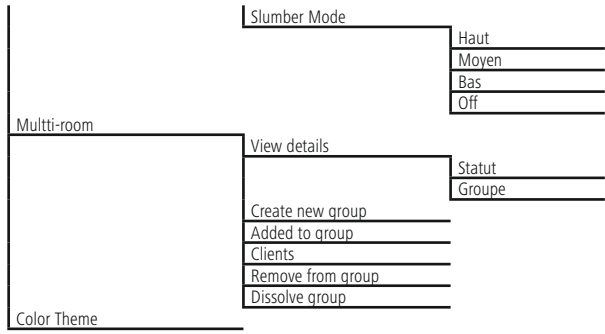 Slumber Mode
Haut
Moyen
Bas
Off
Multti-room
View details
Statut
Groupe
Create new group
Added to group
Clients
Remove from group
Dissolve group
Color Theme